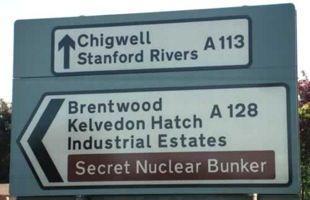 Chigwell A 113
Stanford Rivers
Brentwood A 128
Kelvedon Hatch
Industrial Estates
Secret Nuclear Bunker